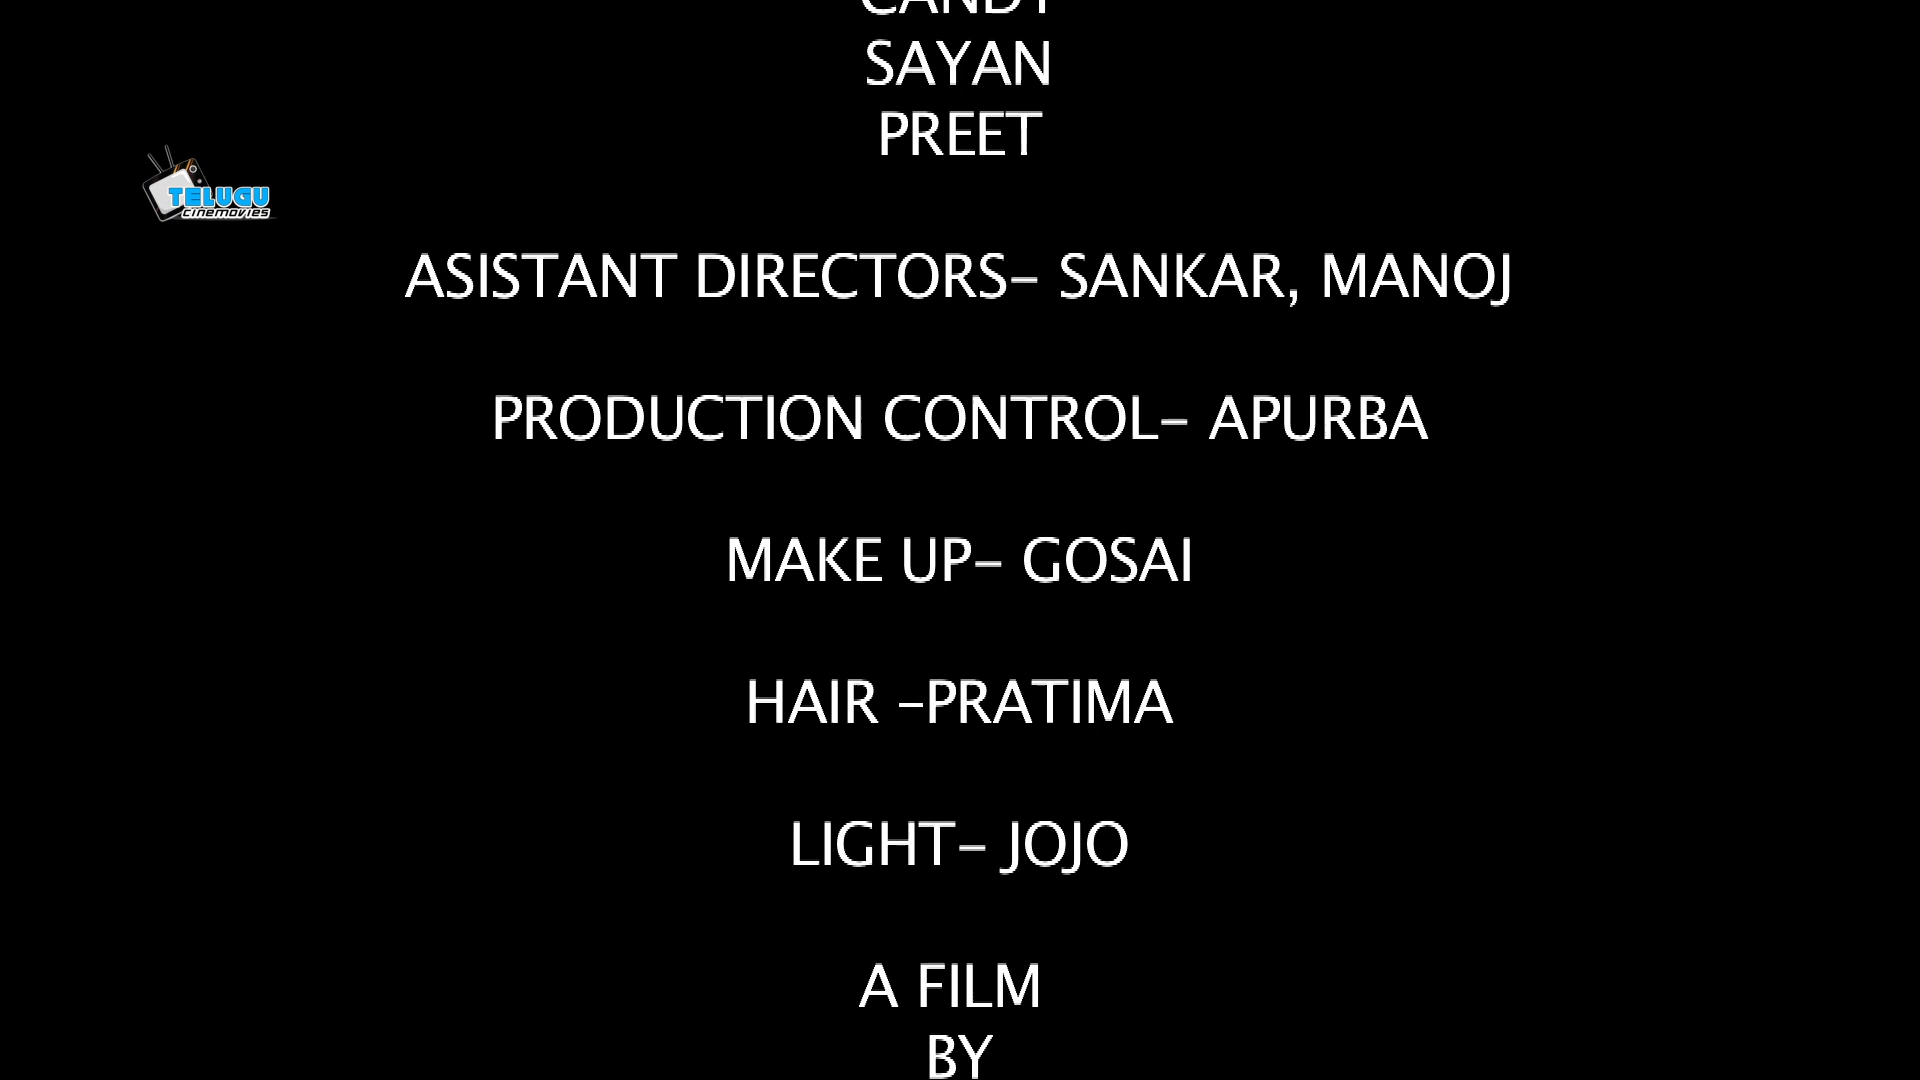 CANDY
SAYAN
PREET
TELUGU
cinemovies
ASISTANT DIRECTORS- SANKAR, MANOJ
PRODUCTION CONTROL- APURBA
MAKE UP- GOSAI
HAIR -PRATIMA
LIGHT- JOJO
A FILM
BY